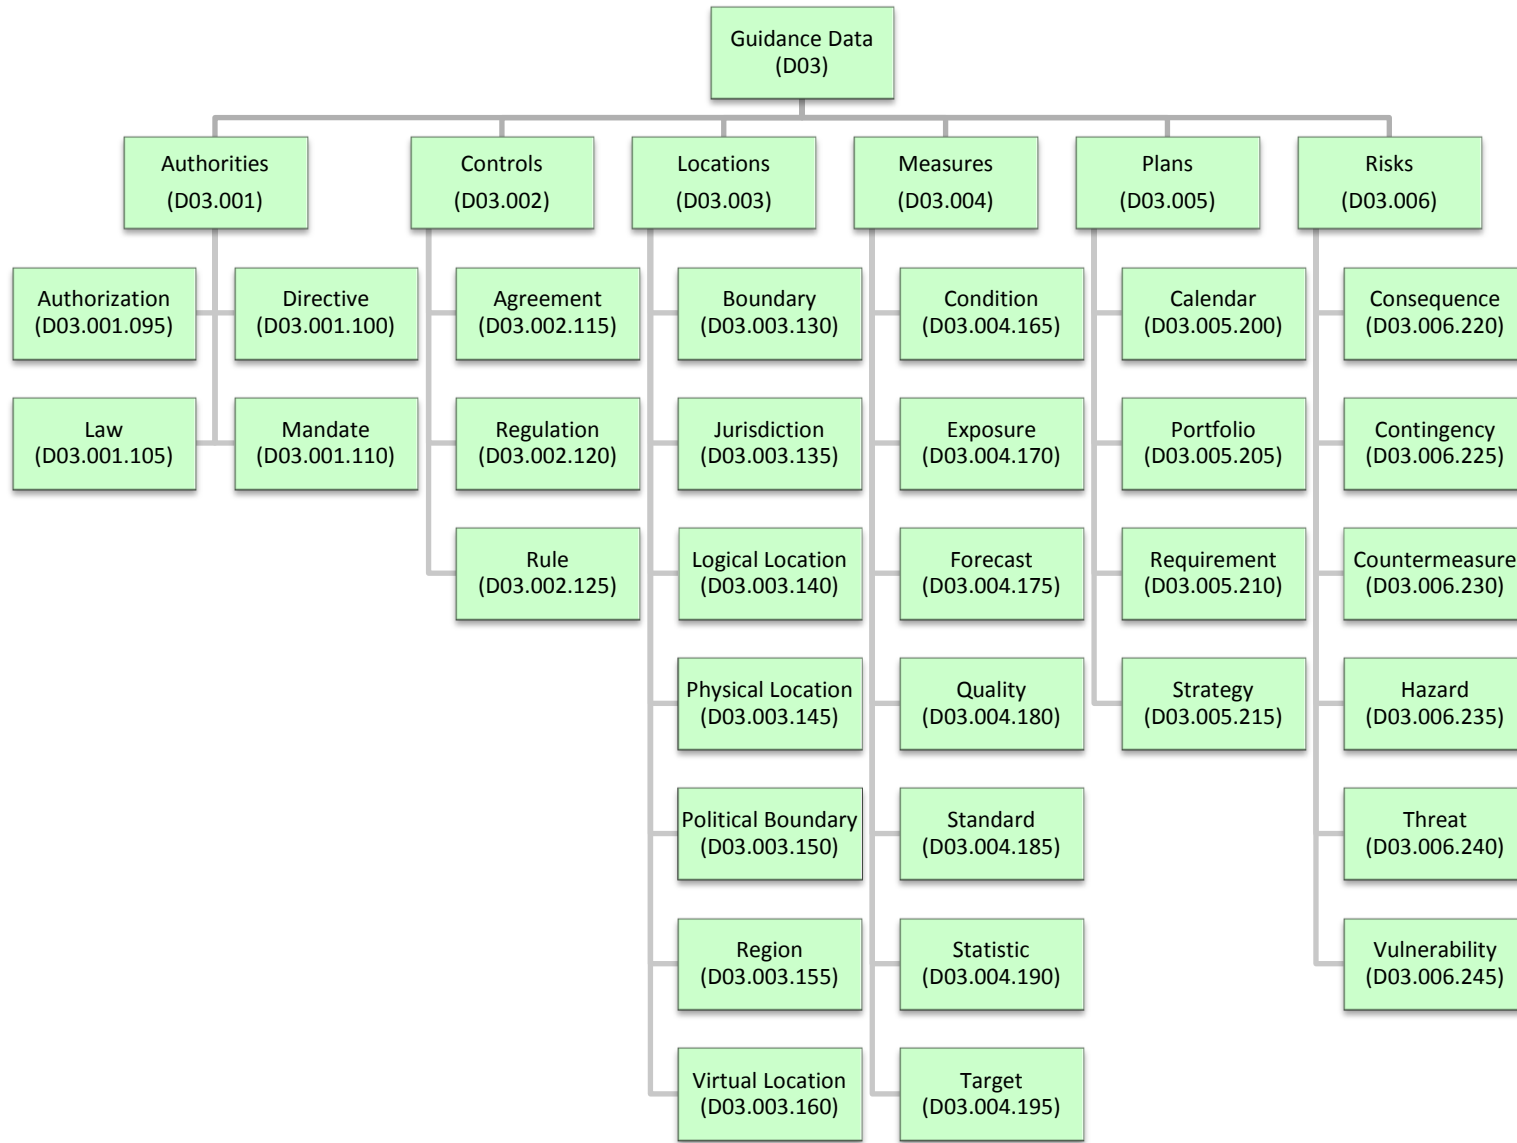 Guidance Data
(D03)
Authorities
(D03.001)
Controls
(D03.002)
Locations
(D03.003)
Measures
(D03.004)
Plans
(D03.005)
Risks
(D03.006)
Authorization
(D03.001.095)
Directive
(D03.001.100)
Law
(D03.001.105)
Mandate
(D03.001.110)
Agreement
(D03.002.115)
Regulation
(D03.002.120)
Rule
(D03.002.125)
Boundary
(D03.003.130)
Jurisdiction
(D03.003.135)
Logical Location
(D03.003.140)
Physical Location
(D03.003.145)
Political Boundary
(D03.003.150)
Region
(D03.003.155)
Virtual Location
(D03.003.160)
Condition
(D03.004.165)
Exposure
(D03.004.170)
Forecast
(D03.004.175)
Quality
(D03.004.180)
Standard
(D03.004.185)
Statistic
(D03.004.190)
Target
(D03.004.195)
Calendar
(D03.005.200)
Portfolio
(D03.005.205)
Requirement
(D03.005.210)
Strategy
(D03.005.215)
Consequence
(D03.006.220)
Contingency
(D03.006.225)
Countermeasure
(D03.006.230)
Hazard
(D03.006.235)
Threat
(D03.006.240)
Vulnerability
(D03.006.245)